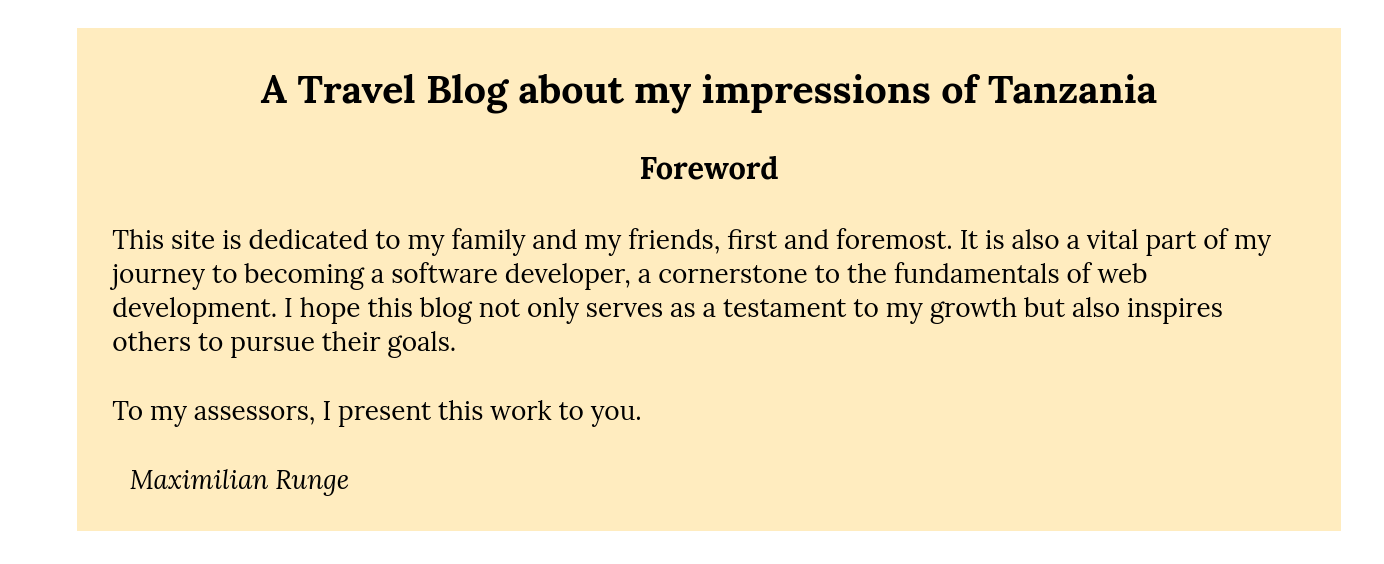 A Travel Blog about my impressions of Tanzania
Foreword
This site is dedicated to my family and my friends, first and foremost. It is also a vital part of my
journey to becoming a software developer, a cornerstone to the fundamentals of web
development. I hope this blog not only serves as a testament to my growth but also inspires
others to pursue their goals.
To my assessors, I present this work to you.
Maximilian Runge